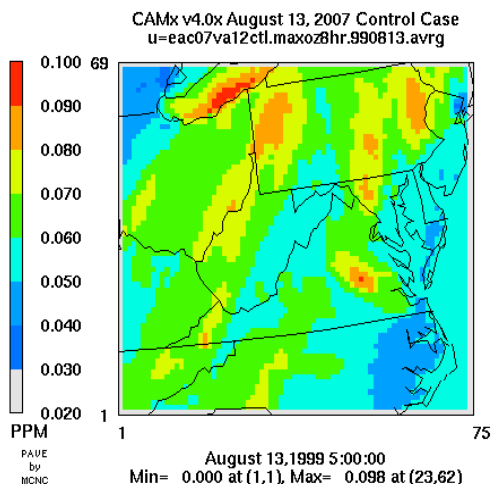 CAMx v4.0x August 13, 2007 Control Case
u=eac07va12ctl.maxoz8hr.990813.avrg
0.100
0.090
0.080
0.070
0.060
0.050
0.040
0.030
0.020
PPM
PAVE
by
MCNC
69
1
1
75
August 13,1999 5:00:00
Min= 0.000 at (1,1), Max= 0.098 at (23,62)